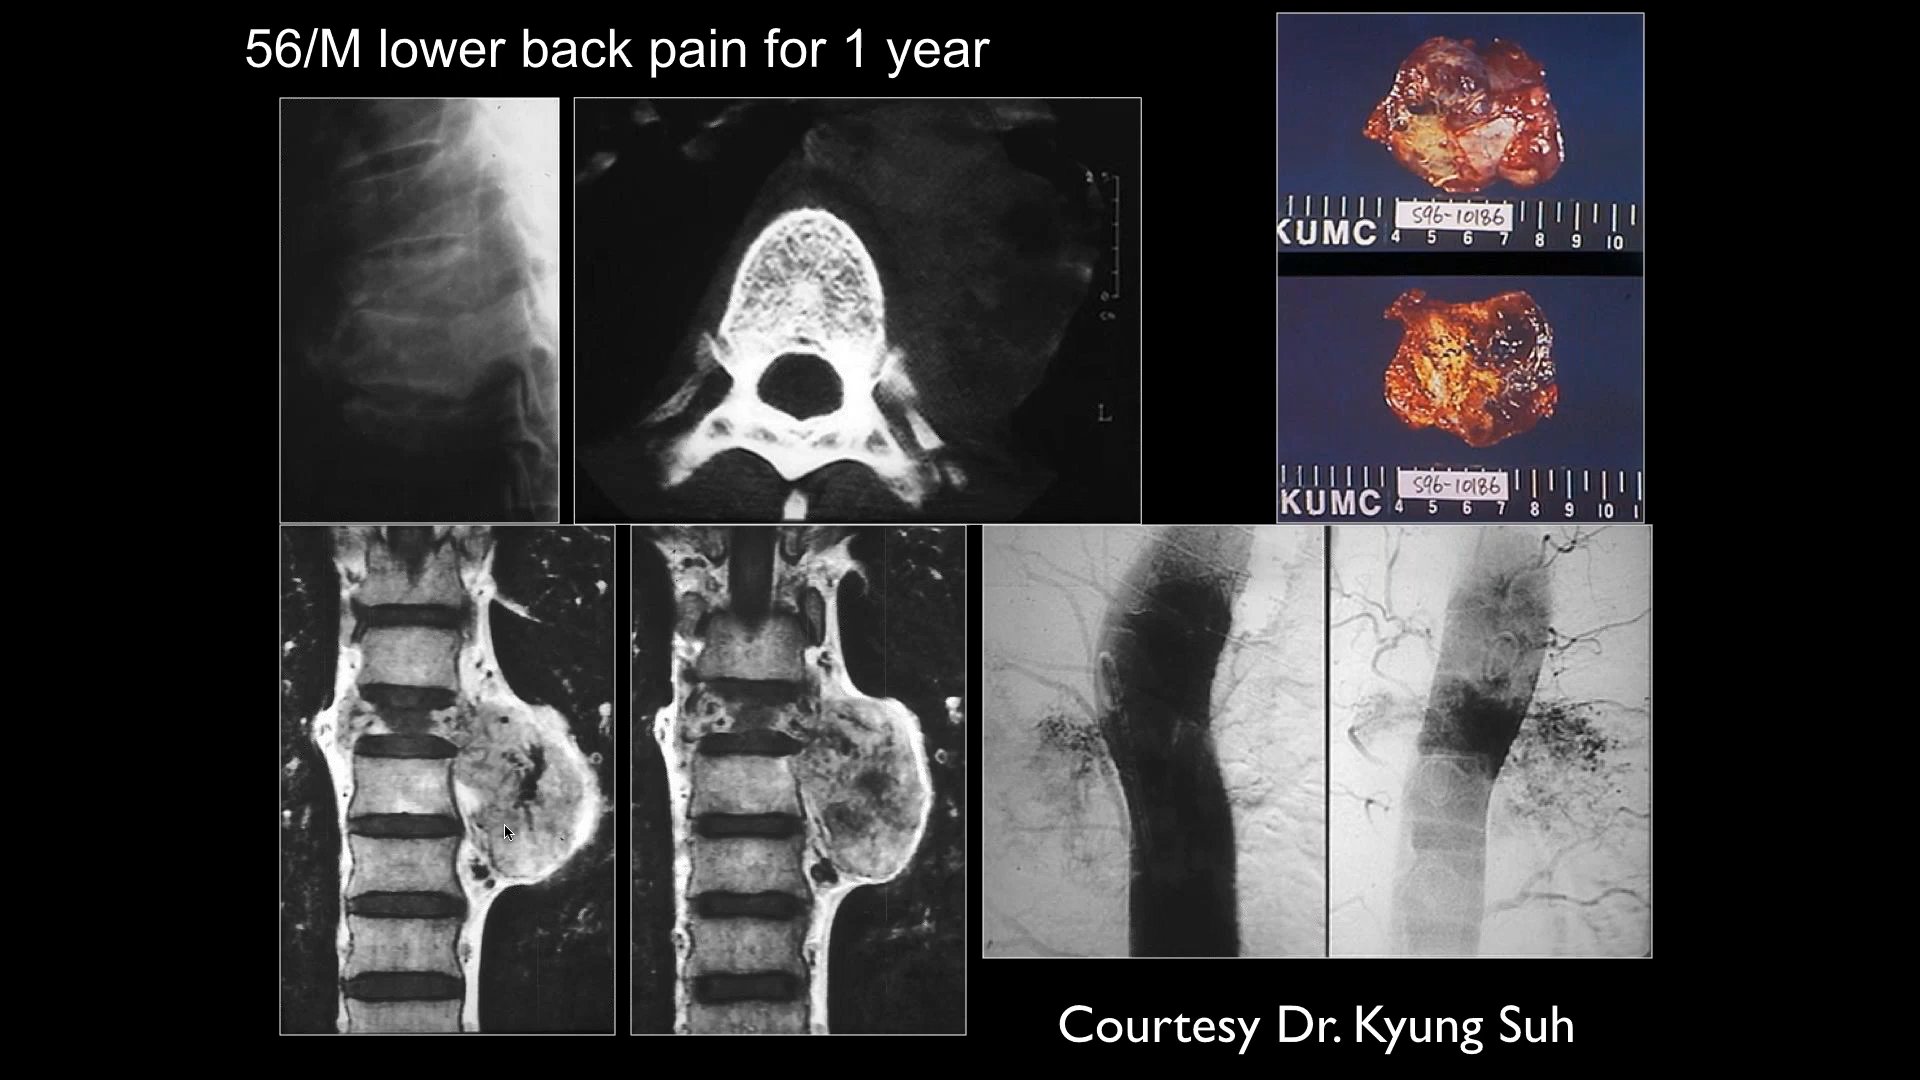 56/M lower back pain for 1 year
S96-10186
KUMC 4 5 6 7 8 9 10
L
S96-10186
KUMC 4 5 6 7 8 9 10
Courtesy Dr. Kyung Suh